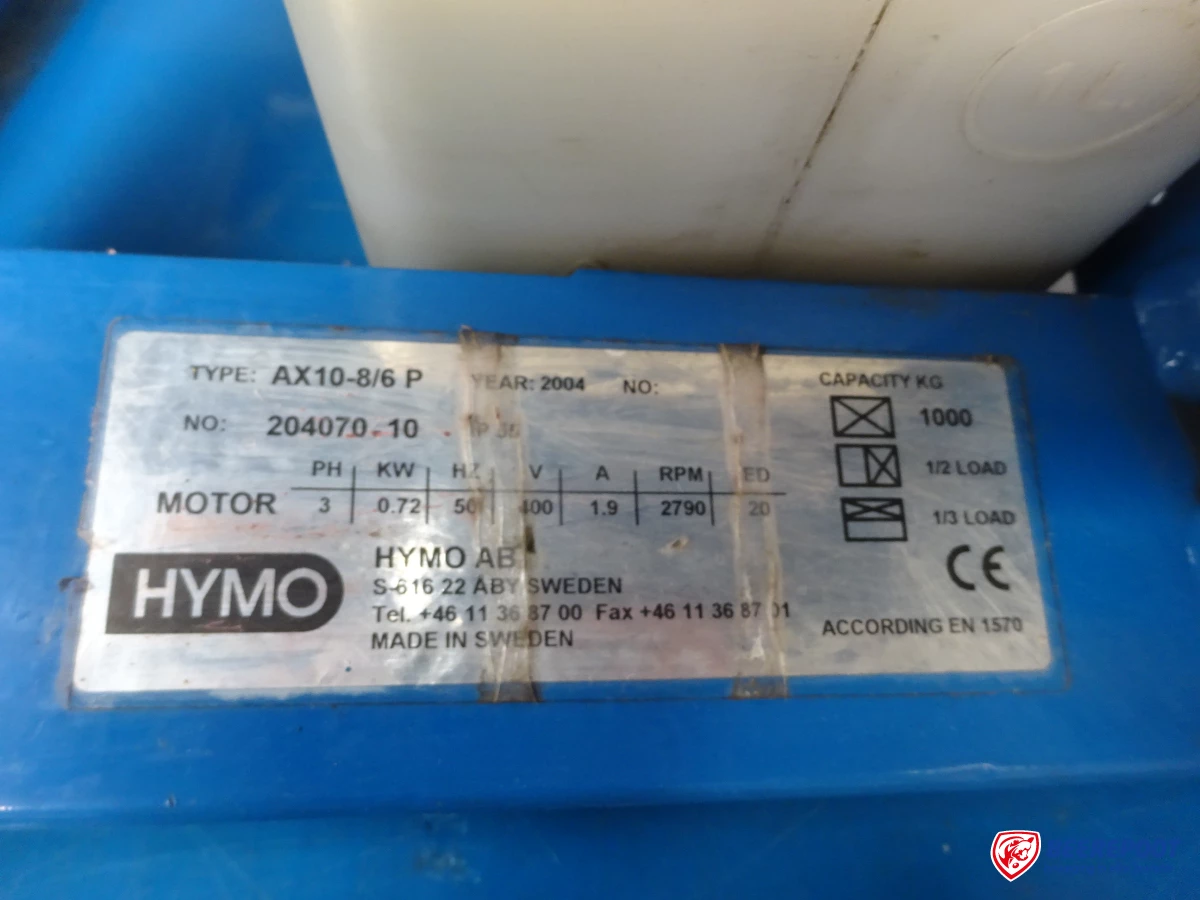 TYPE: AX10-8/6 P YEAR: 2004 NO:
NO: 204070-10
PH KW HZ V A RPM ED
MOTOR 3 0.72 50 400 1.9 2790 20
HYMO
HYMO AB
S-616 22 ABY SWEDEN
Tel. +46 11 36 87 00 Fax +46 11 36 87 01
MADE IN SWEDEN
CAPACITY KG
1000
1/2 LOAD
1/3 LOAD
CE
ACCORDING EN 1570